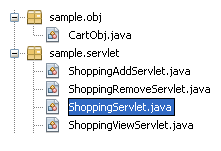 sample.obj
CartObj.java
sample.servlet
ShoppingAddServlet.java
ShoppingRemoveServlet.java
ShoppingServlet.java
ShoppingViewServlet.java